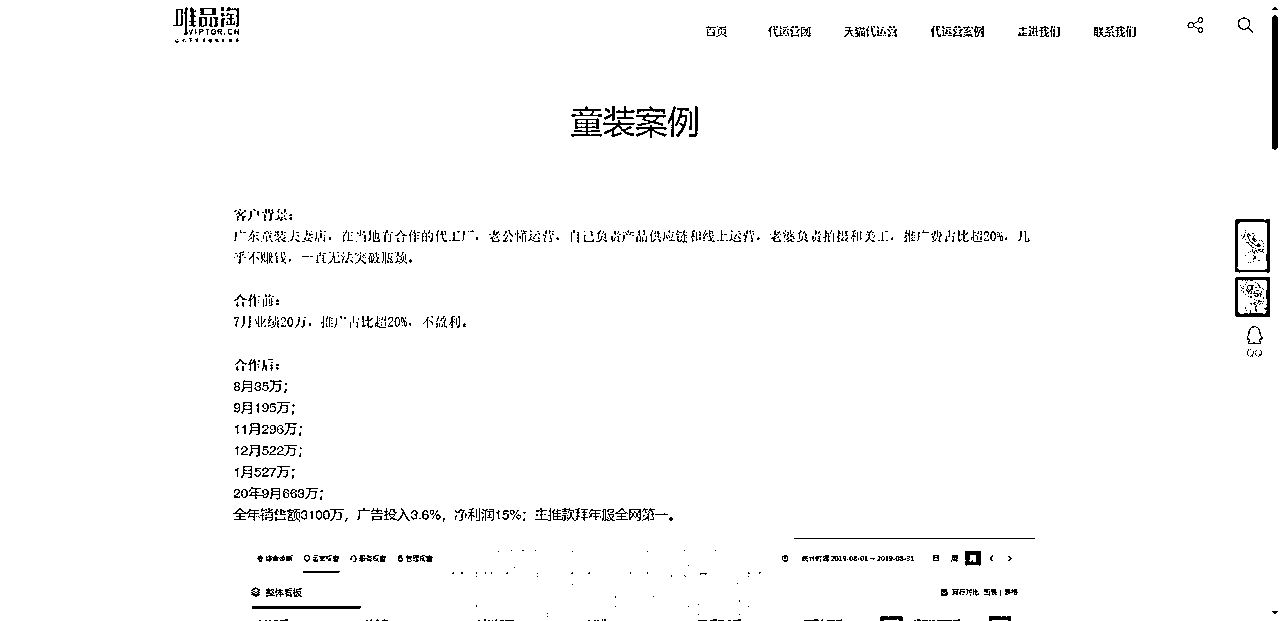 唯品淘
VIPTOR.CN
首页 代运营团 天猫代运营 代运营案例 走进我们 联系我们
童装案例
客户背景：
广东童装夫妻店，在当地有合作的代工厂，老公懂运营，自己负责产品供应链和线上运营，老婆负责拍摄和美工，推广费占比超20%，几
乎不赚钱，一直无法突破瓶颈。
合作前：
7月业绩20万，推广占比超20%，不盈利。
合作后：
8月35万；
9月195万；
11月296万；
12月522万；
1月527万；
20年9月663万；
全年销售额3100万，广告投入3.6%，净利润15%；主推款拜年服全网第一。
QQ
统计时间 2019-08-01 ~ 2019-08-31 日 周 月
整体看板